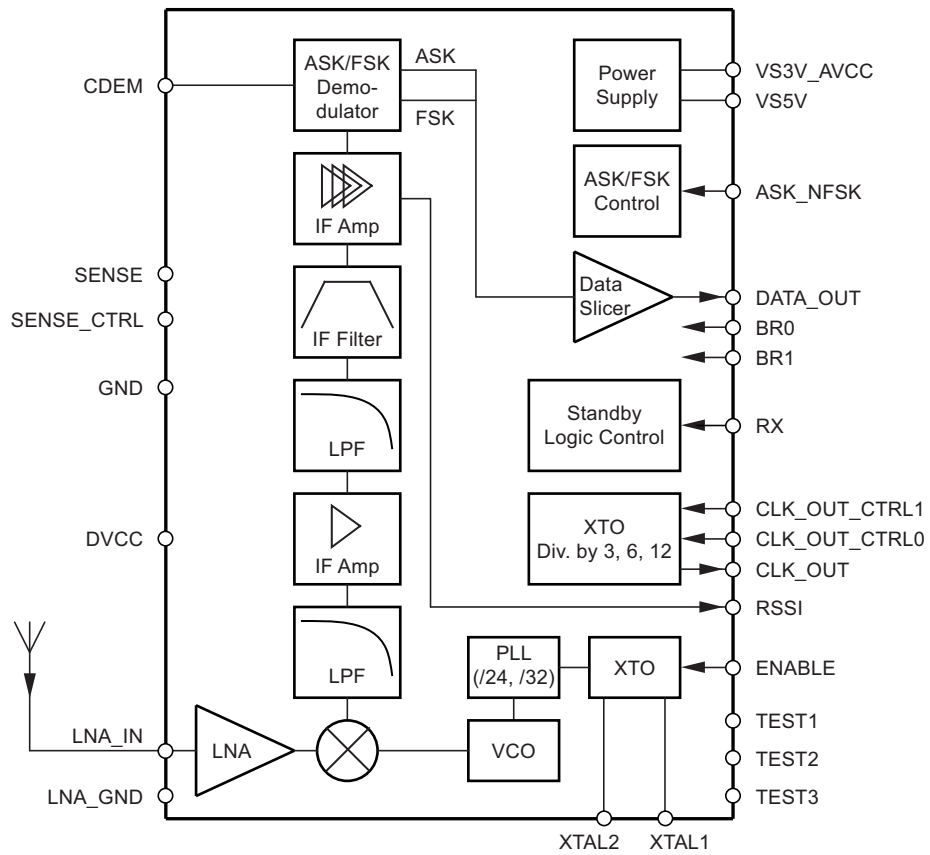 CDEM
ASK/FSK
Demo-
dulator
ASK
FSK
Power
Supply
VS3V_AVCC
VS5V
IF Amp
ASK/FSK
Control
ASK_NFSK
SENSE
SENSE_CTRL
GND
DVCC
IF Filter
Data
Slicer
DATA_OUT
BR0
BR1
LPF
Standby
Logic Control
RX
IF Amp
XTO
Div. by 3, 6, 12
CLK_OUT_CTRL1
CLK_OUT_CTRL0
CLK_OUT
RSSI
LPF
PLL
(/24, /32)
XTO
ENABLE
LNA_IN
LNA
VCO
LNA_GND
TEST1
TEST2
TEST3
XTAL2
XTAL1